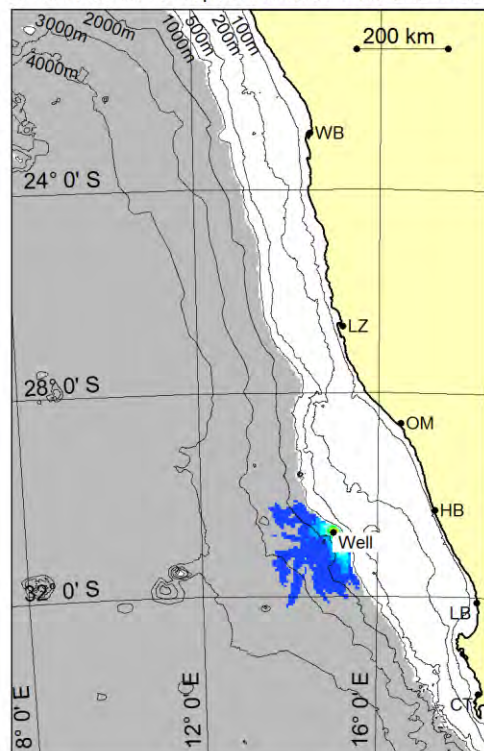 100m
200m
500m
1000m
2000m
3000m
4000m
200 km
WB
24° 0' S
LZ
28° 0' S
OM
HB
Well
32° 0' S
LB
CT
8° 0' E
12° 0' E
16° 0' E